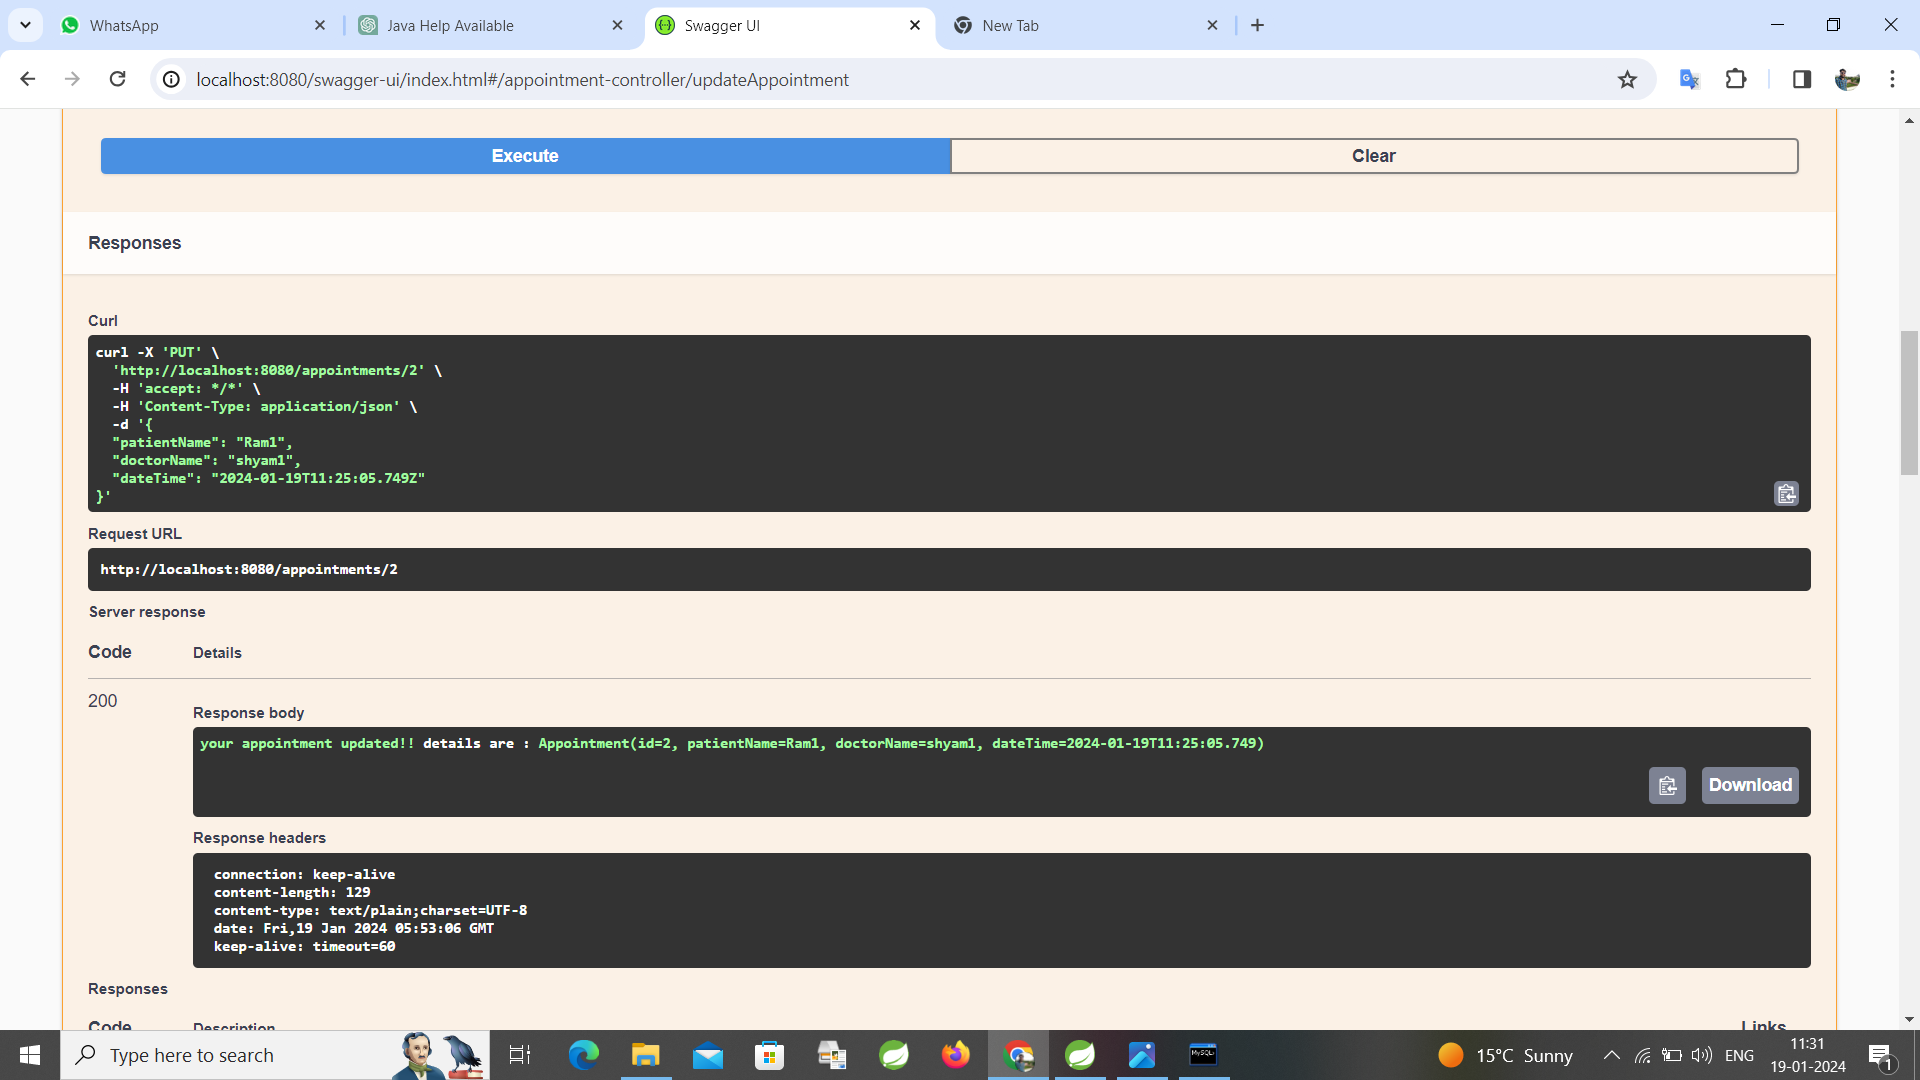 WhatsApp
Java Help Available
Swagger UI
New Tab
localhost:8080/swagger-ui/index.html#/appointment-controller/updateAppointment
Execute
Clear
Responses
Curl
curl -X 'PUT' \
'http://localhost:8080/appointments/2' \
-H 'accept: */*' \
-H 'Content-Type: application/json' \
-d '{
"patientName": "Ram1",
"doctorName": "shyam1",
"dateTime": "2024-01-19T11:25:05.749Z"
}'
Request URL
http://localhost:8080/appointments/2
Server response
Code Details
200
Response body
your appointment updated!! details are : Appointment(id=2, patientName=Ram1, doctorName=shyam1, dateTime=2024-01-19T11:25:05.749)
Download
Response headers
connection: keep-alive
content-length: 129
content-type: text/plain;charset=UTF-8
date: Fri,19 Jan 2024 05:53:06 GMT
keep-alive: timeout=60
Responses
Code Description Links
Type here to search
MySQL
15°C Sunny
ENG
11:31
19-01-2024
1